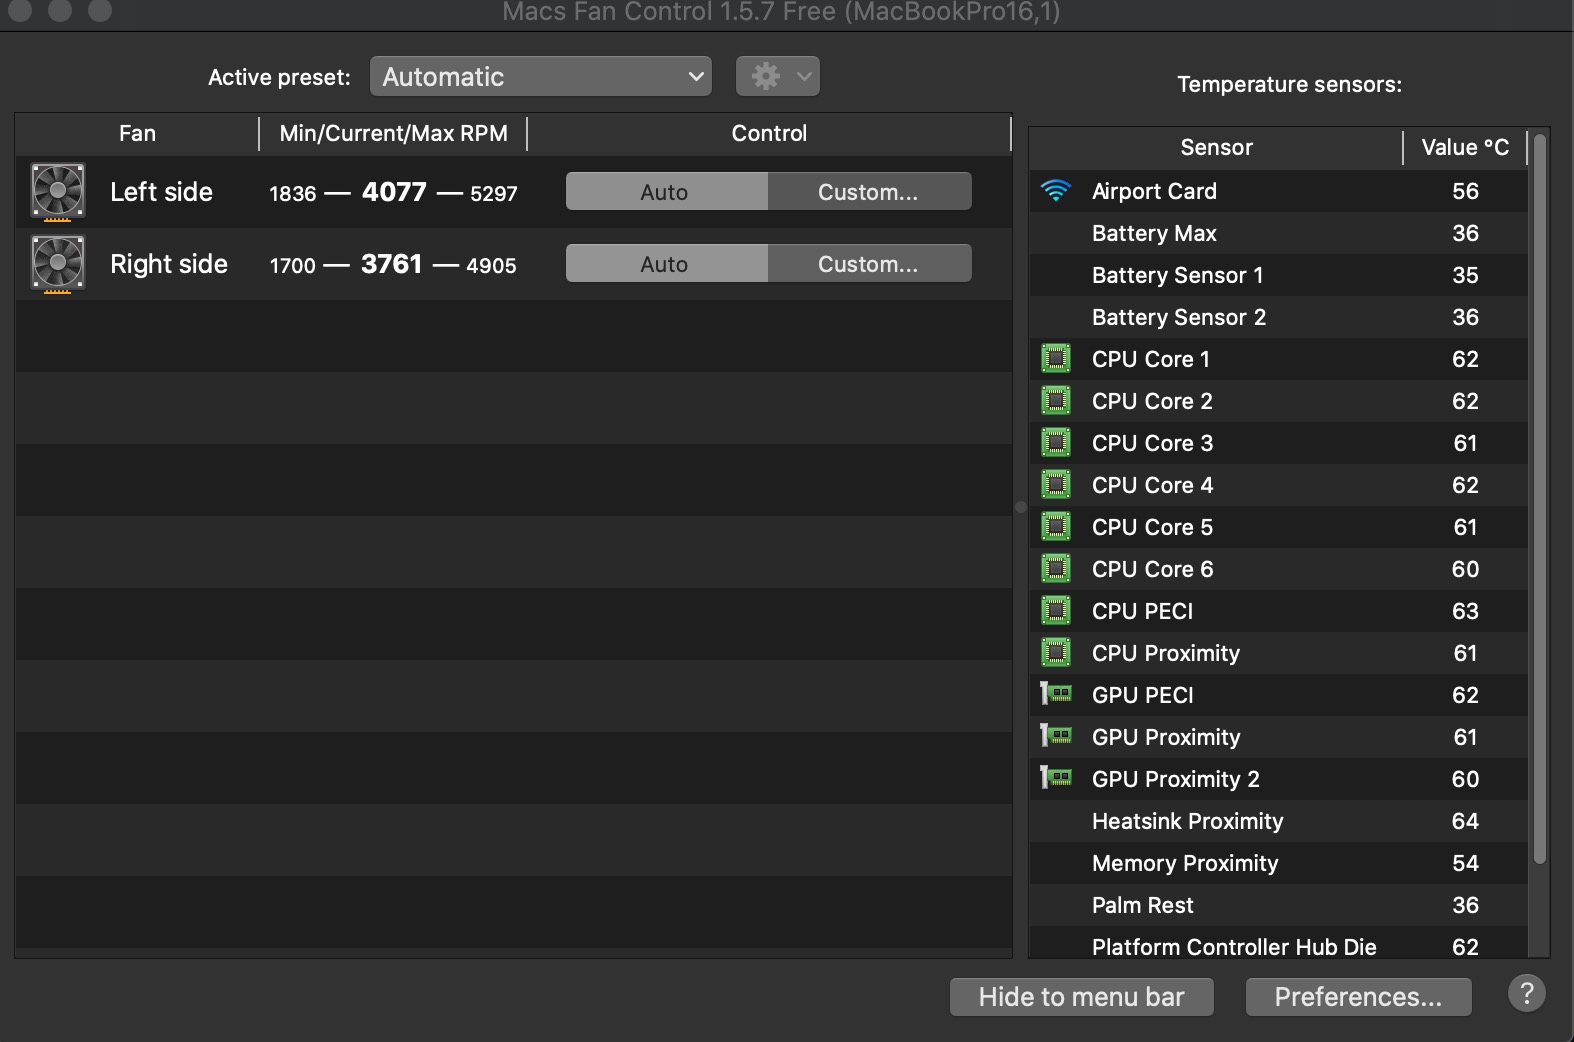 Macs Fan Control 1.5.7 Free (MacBookPro16,1)
Active preset: Automatic
Fan Min/Current/Max RPM Control
Left side 1836 — 4077 — 5297 Auto Custom...
Right side 1700 — 3761 — 4905 Auto Custom...
Temperature sensors:
Sensor Value °C
Airport Card 56
Battery Max 36
Battery Sensor 1 35
Battery Sensor 2 36
CPU Core 1 62
CPU Core 2 62
CPU Core 3 61
CPU Core 4 62
CPU Core 5 61
CPU Core 6 60
CPU PECI 63
CPU Proximity 61
GPU PECI 62
GPU Proximity 61
GPU Proximity 2 60
Heatsink Proximity 64
Memory Proximity 54
Palm Rest 36
Platform Controller Hub Die 62
Hide to menu bar Preferences... ?